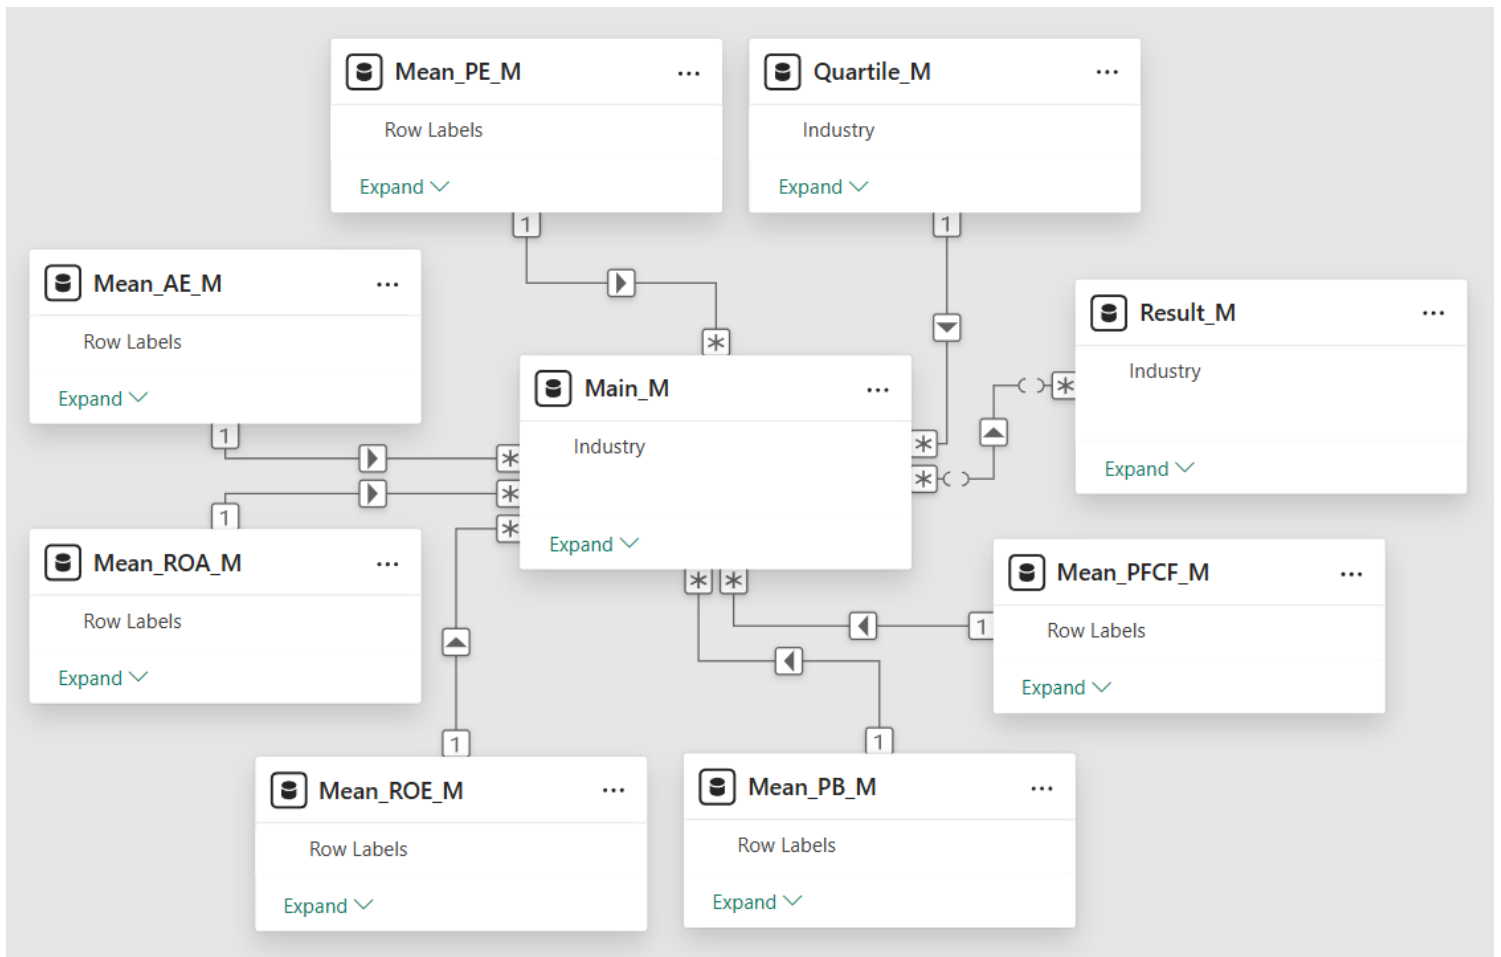 Mean_PE_M
...
Row Labels
Expand
Quartile_M
...
Industry
Expand
1
1
Mean_AE_M
...
Row Labels
Expand
1
Result_M
...
Industry
Expand
*
*
Main_M
...
Industry
Expand
*
*
*
*
*
*
*
1
Mean_ROA_M
...
Row Labels
Expand
Mean_PFCF_M
...
Row Labels
Expand
1
1
Mean_ROE_M
...
Row Labels
Expand
1
Mean_PB_M
...
Row Labels
Expand